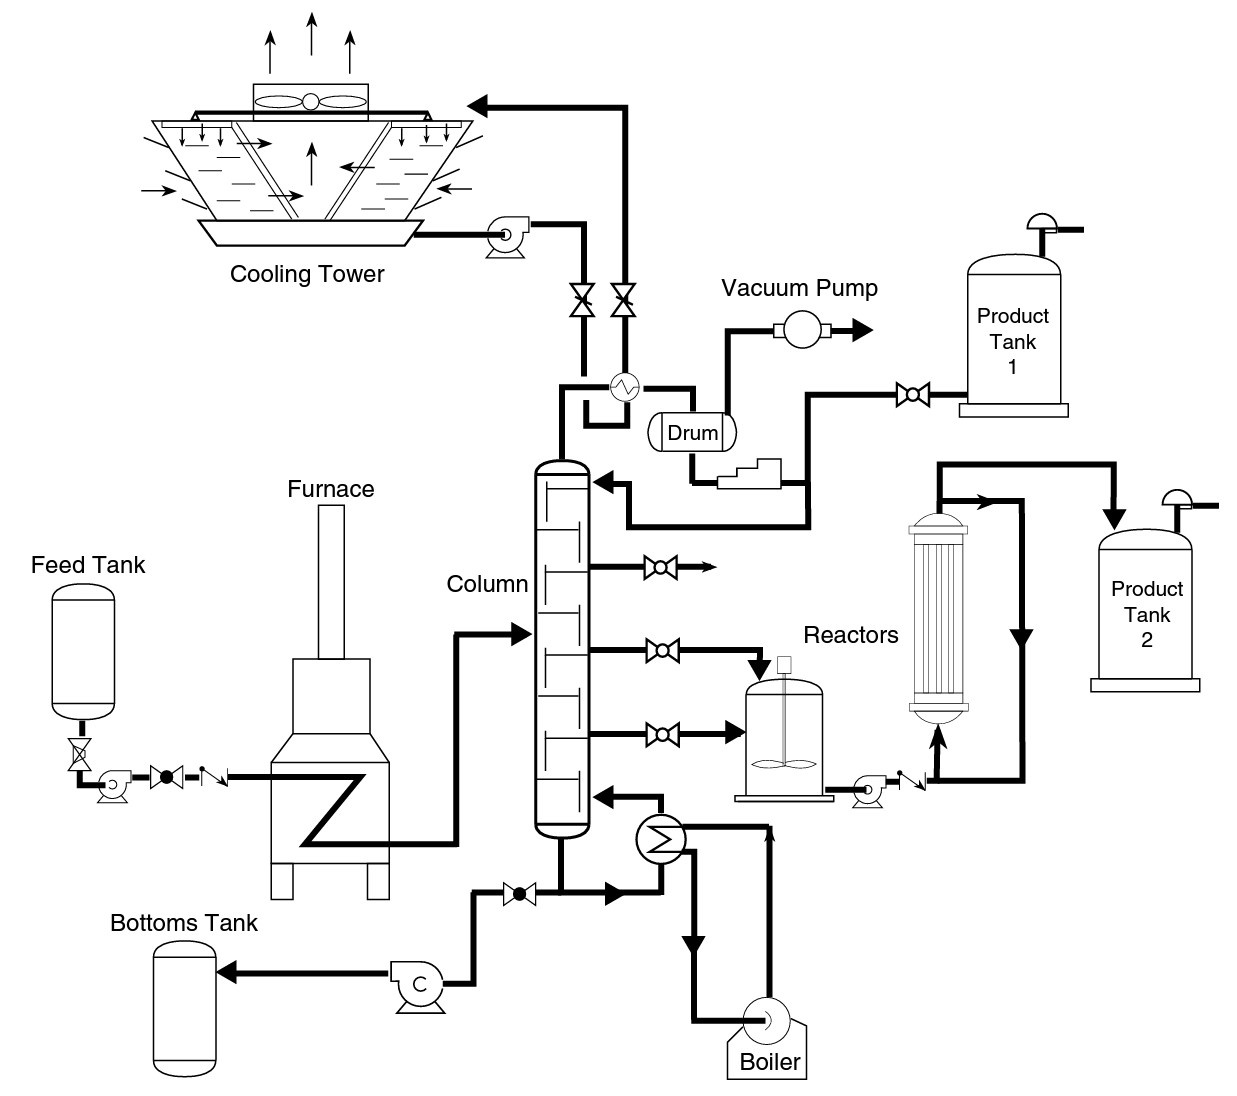 Cooling Tower
Vacuum Pump
Product
Tank
1
Drum
Furnace
Feed Tank
Column
Product
Tank
2
Reactors
Bottoms Tank
Boiler